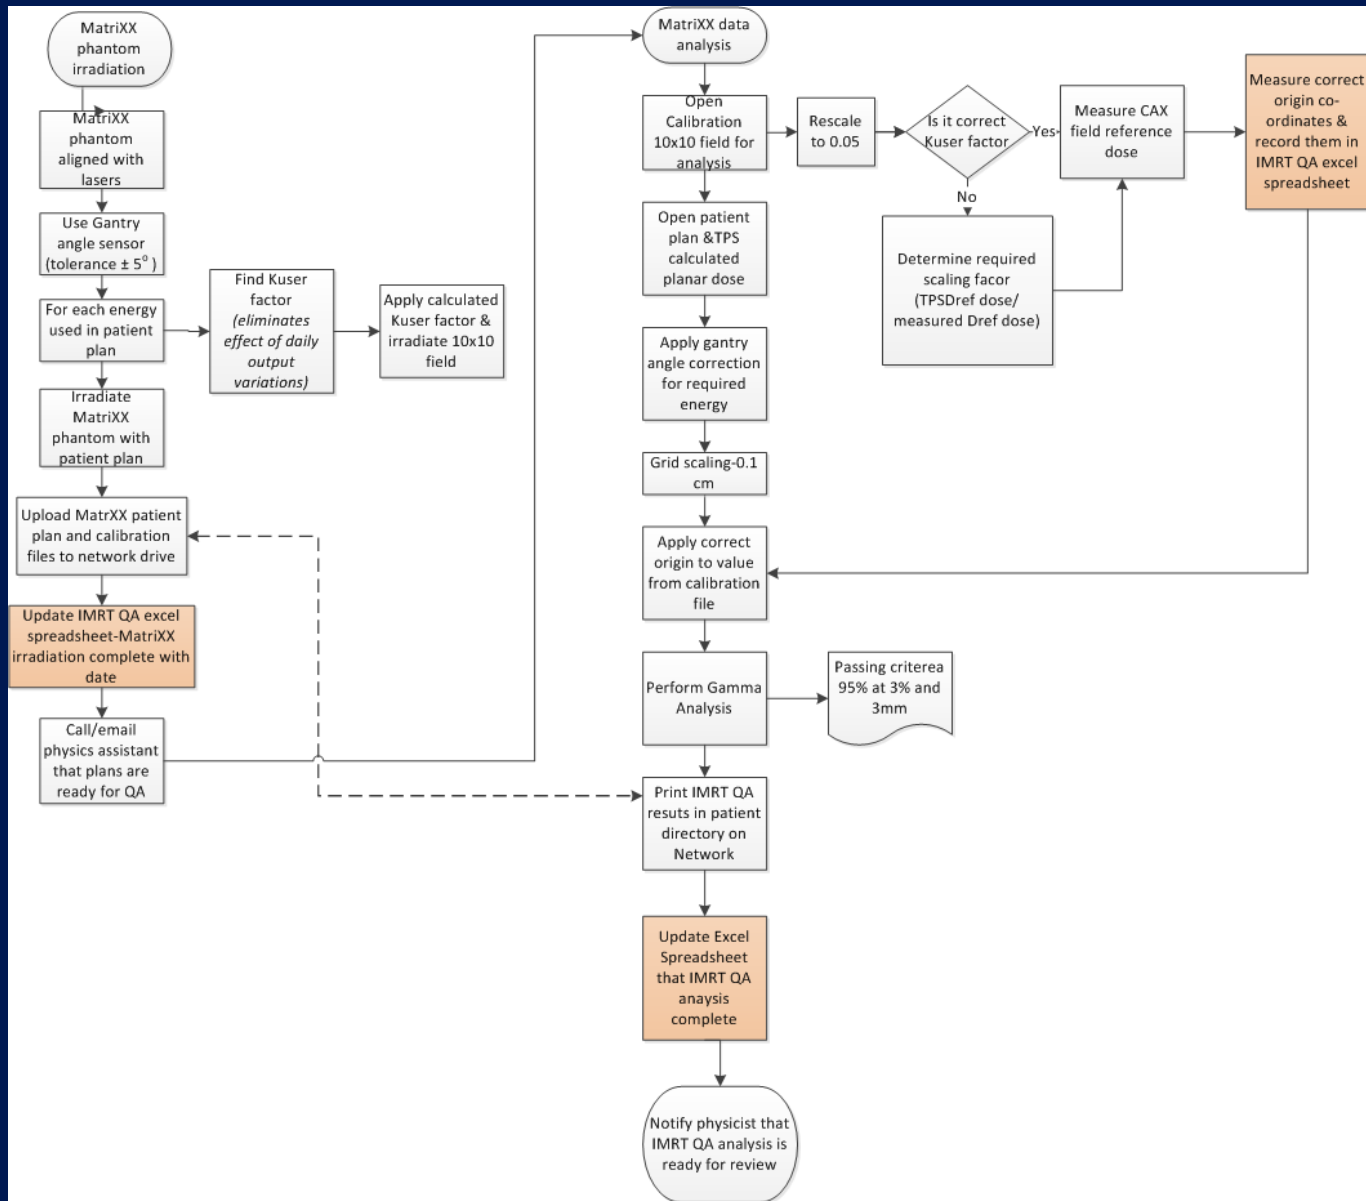 MatriXX
phantom
irradiation
MatriXX
phantom
aligned with
lasers
Use Gantry
angle sensor
(tolerance ± 5° )
For each energy
used in patient
plan
Find Kuser
factor
(eliminates
effect of daily
output
variations)
Apply calculated
Kuser factor &
irradiate 10x10
field
Irradiate
MatriXX
phantom with
patient plan
Upload MatrXX patient
plan and calibration
files to network drive
Update IMRT QA excel
spreadsheet-MatriXX
irradiation complete with
date
Call/email
physics assistant
that plans are
ready for QA
MatriXX data
analysis
Open
Calibration
10x10 field for
analysis
Rescale
to 0.05
Is it correct
Kuser factor
Yes
No
Measure CAX
field reference
dose
Measure correct
origin co-
ordinates &
record them in
IMRT QA excel
spreadsheet
Determine required
scaling facor
(TPSDref dose/
measured Dref dose)
Open patient
plan &TPS
calculated
planar dose
Apply gantry
angle correction
for required
energy
Grid scaling-0.1
cm
Apply correct
origin to value
from calibration
file
Perform Gamma
Analysis
Passing criterea
95% at 3% and
3mm
Print IMRT QA
resuts in patient
directory on
Network
Update Excel
Spreadsheet
that IMRT QA
anaysis
complete
Notify physicist that
IMRT QA analysis is
ready for review